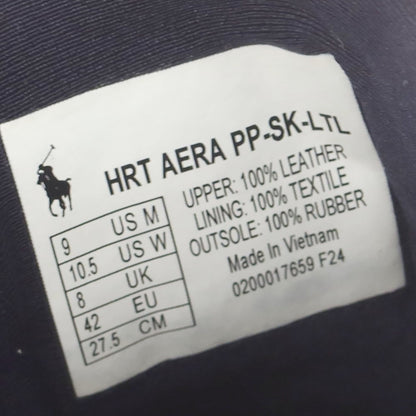 HRT AERA PP-SK-LTL
UPPER: 100% LEATHER
LINING: 100% TEXTILE
OUTSOLE: 100% RUBBER
Made In Vietnam
0200017659 F24
9 US M
10.5 US W
8 UK
42 EU
27.5 CM